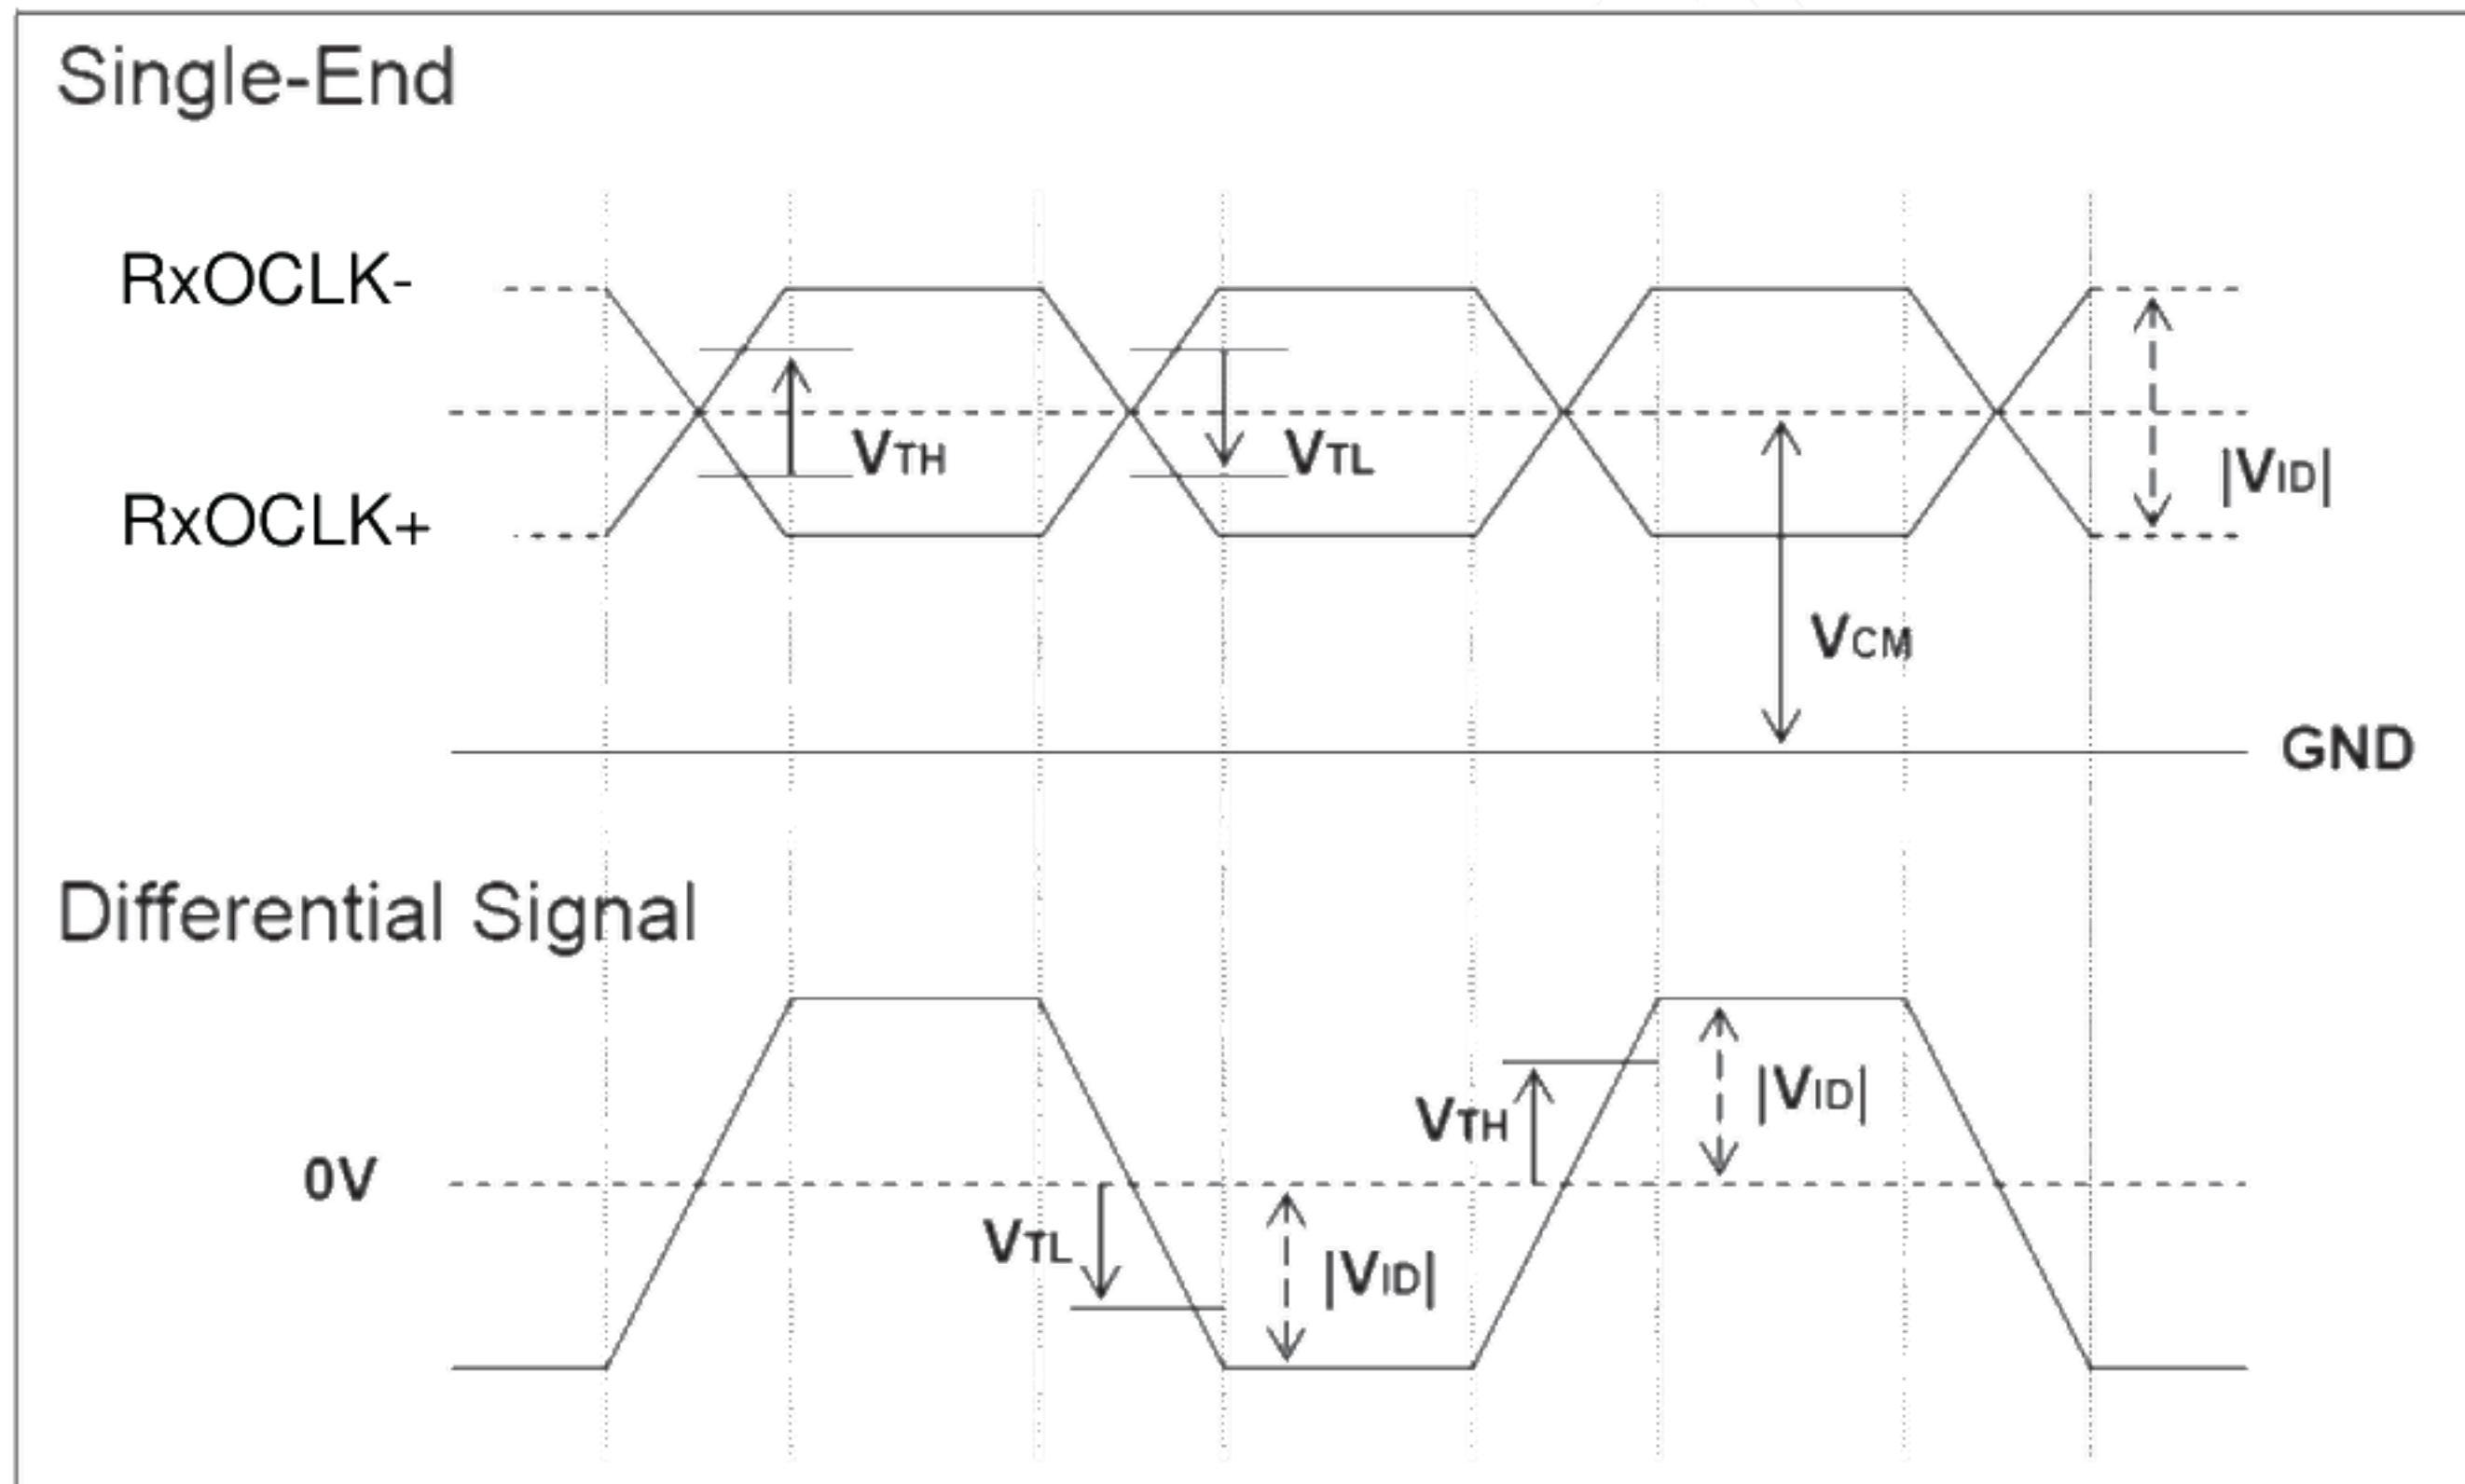 Single-End
RxOCLK-
VTH
VTL
|VID|
RxOCLK+
VCM
GND
Differential Signal
|VID|
VTH
0V
VTL
|VID|